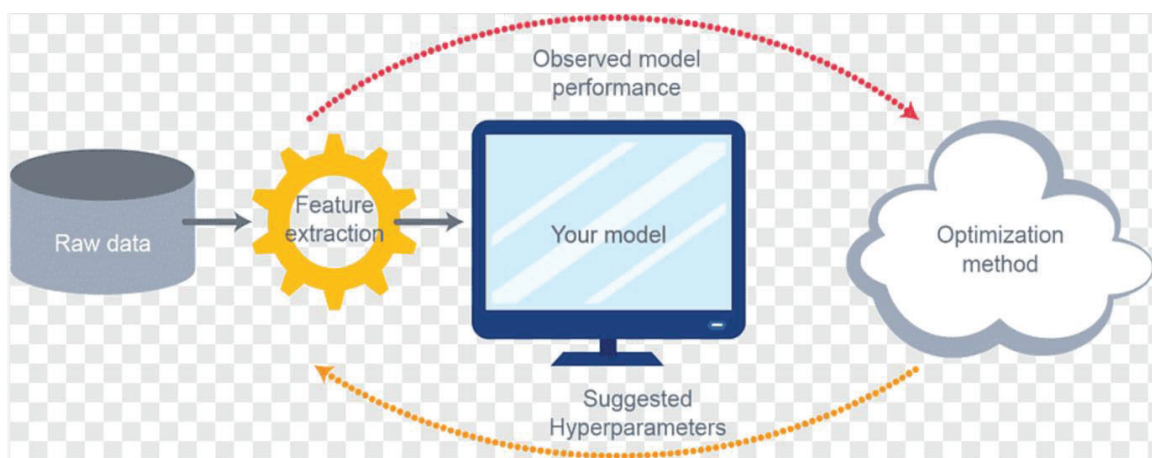 Observed model
performance
Raw data
Feature
extraction
Your model
Optimization
method
Suggested
Hyperparameters